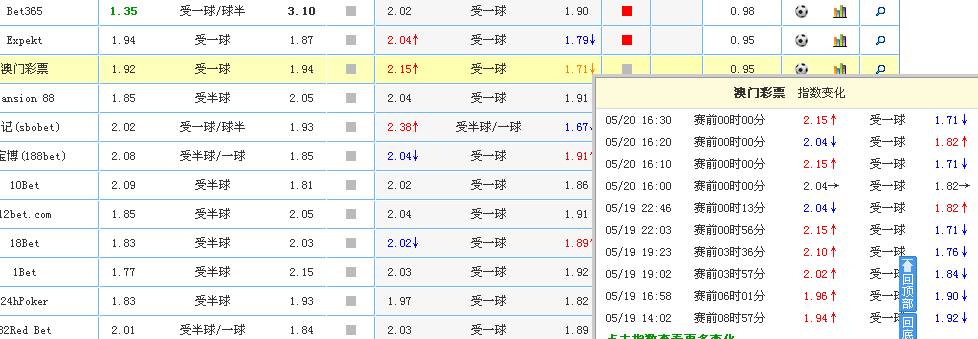 Bet365 1.35 受一球/球半 3.10 2.02 受一球 1.90 0.98
Expekt 1.94 受一球 1.87 2.04↑ 受一球 1.79↓ 0.95
澳门彩票 1.92 受一球 1.94 2.15↑ 受一球 1.71↓ 0.95
ansion 88 1.85 受半球 2.05 2.04 受一球 1.91
记(sbobet) 2.02 受一球/球半 1.93 2.38↑ 受半球/一球 1.67
宝博(188bet) 2.08 受半球/一球 1.85 2.04↓ 受一球 1.91
10Bet 2.09 受半球 1.81 2.02 受一球 1.86
12bet.com 1.85 受半球 2.05 2.04 受一球 1.91
18Bet 1.83 受半球 2.03 2.02↓ 受一球 1.89
1Bet 1.77 受半球 2.15 2.03 受一球 1.92
24hPoker 1.83 受半球 1.93 1.97 受一球 1.82
32Red Bet 2.01 受半球/一球 1.84 2.03 受一球 1.89
澳门彩票 指数变化
05/20 16:30 赛前00时00分 2.15↑ 受一球 1.71↓
05/20 16:20 赛前00时00分 2.04↓ 受一球 1.82↑
05/20 16:10 赛前00时00分 2.15↑ 受一球 1.71↓
05/20 16:00 赛前00时00分 2.04→ 受一球 1.82→
05/19 22:46 赛前00时13分 2.04↓ 受一球 1.82↑
05/19 22:03 赛前00时56分 2.15↑ 受一球 1.71↓
05/19 19:23 赛前03时36分 2.10↑ 受一球 1.76↓
05/19 19:02 赛前03时57分 2.02↑ 受一球 1.84↓
05/19 16:58 赛前06时01分 1.96↑ 受一球 1.90↓
05/19 14:02 赛前08时57分 1.94↑ 受一球 1.92↓
点击指数查看更多变化
回顶部
回底